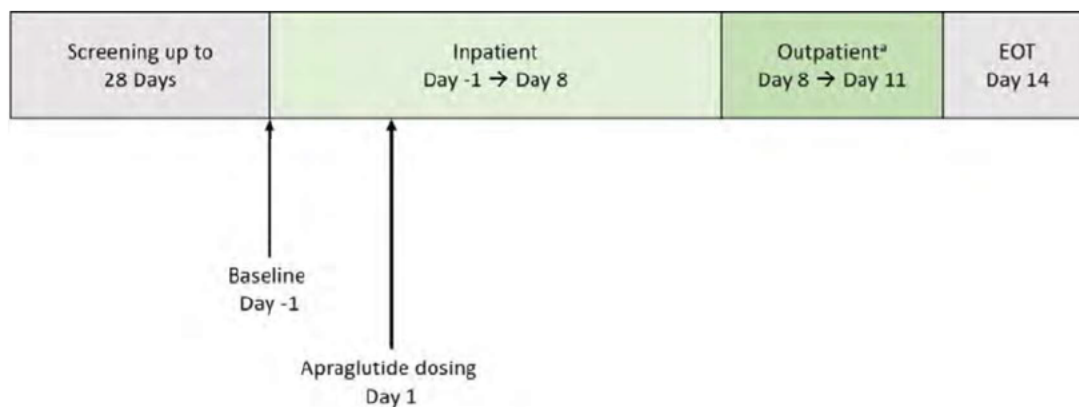 Screening up to
28 Days
Inpatient
Day -1 → Day 8
Outpatientᵃ
Day 8 → Day 11
EOT
Day 14
Baseline
Day -1
Apraglutide dosing
Day 1